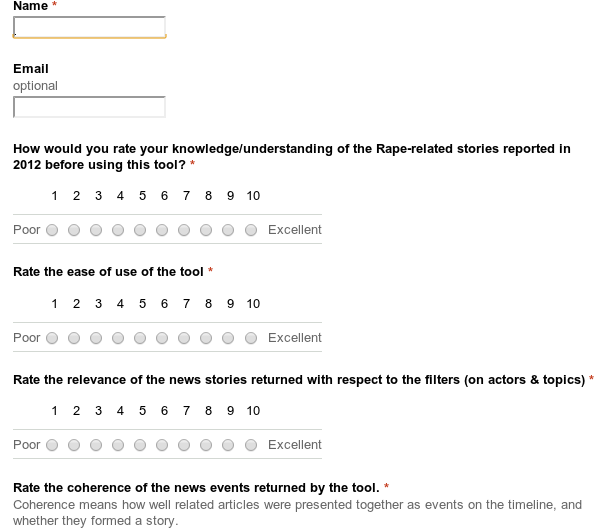 Name *
Email
optional
How would you rate your knowledge/understanding of the Rape-related stories reported in
2012 before using this tool? *
1 2 3 4 5 6 7 8 9 10
Poor Excellent
Rate the ease of use of the tool *
1 2 3 4 5 6 7 8 9 10
Poor Excellent
Rate the relevance of the news stories returned with respect to the filters (on actors & topics) *
1 2 3 4 5 6 7 8 9 10
Poor Excellent
Rate the coherence of the news events returned by the tool. *
Coherence means how well related articles were presented together as events on the timeline, and
whether they formed a story.